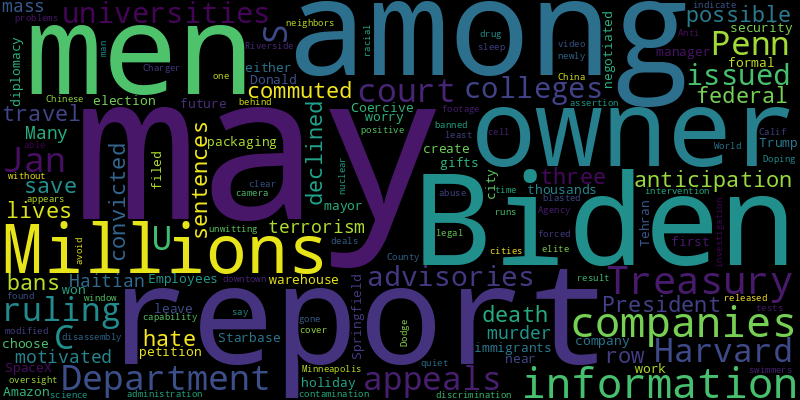 mass universities neighbors racial among indicate possible
problems men S drug sleep video newly negotiated Anti security
diplomacy man Riverside Penn
Charger one either Donald China manager formal
Chinese election future behind commuted court colleges assertion issued federal
travel packaging declined Coercive worry footage banned owner Calif Trump
Many positive least cell World Doping
Jan able sentences may create gifts three intervention
without save convicted filed camera clear nuclear city time abuse thousands anticipation
lives appears U unwitting mayor runs blasted Agency Tehran first investigation
Millions avoid terrorism deals legal Biden forced elite
bans Haitian Employees downtown County cities advisories result Treasury
found won window warehouse released tests
ruling leave capability report Springfield gone cover Dodge death President companies
modified C say Starbase murder company
choose motivated disassembly hate quiet immigrants near row Harvard
SpaceX oversight petition Minneapolis work swimmers
Amazon science Department administration holiday contamination appeals discrimination information